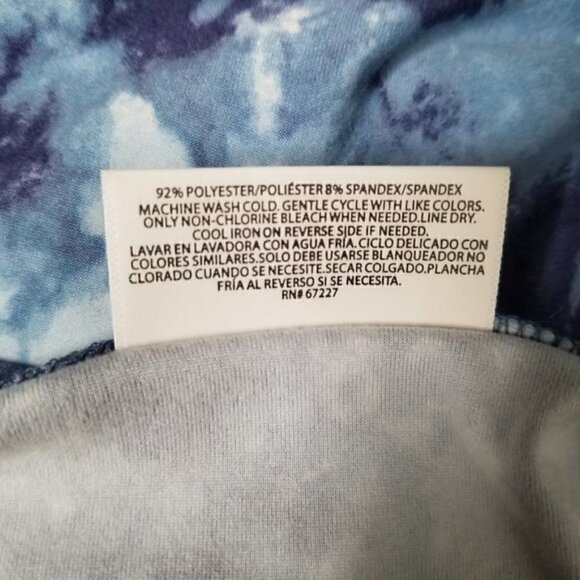 92% POLYESTER/POLIÉSTER 8% SPANDEX/SPANDEX
MACHINE WASH COLD. GENTLE CYCLE WITH LIKE COLORS.
ONLY NON-CHLORINE BLEACH WHEN NEEDED.LINE DRY.
COOL IRON ON REVERSE SIDE IF NEEDED.
LAVAR EN LAVADORA CON AGUA FRÍA. CICLO DELICADO CON
COLORES SIMILARES.SOLO DEBE USARSE BLANQUEADOR NO
CLORADO CUANDO SE NECESITE.SECAR COLGADO.PLANCHA
FRÍA AL REVERSO SI SE NECESITA.
RN# 67227